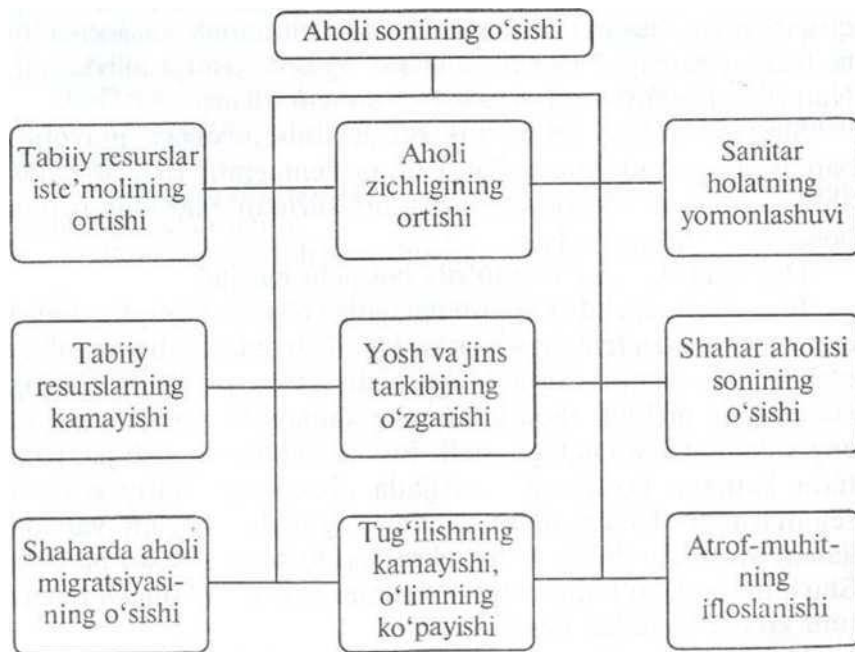 Aholi sonining o‘sishi
Tabiiy resurslar
iste’molining
ortishi
Aholi
zichligining
ortishi
Sanitar
holatning
yomonlashuvi
Tabiiy
resurslarning
kamayishi
Yosh va jins
tarkibining
o‘zgarishi
Shahar aholisi
sonining
o‘sishi
Shaharda aholi
migratsiyasi-
ning o‘sishi
Tug‘ilishning
kamayishi,
o‘limning
ko‘payishi
Atrof-muhit-
ning
ifloslanishi